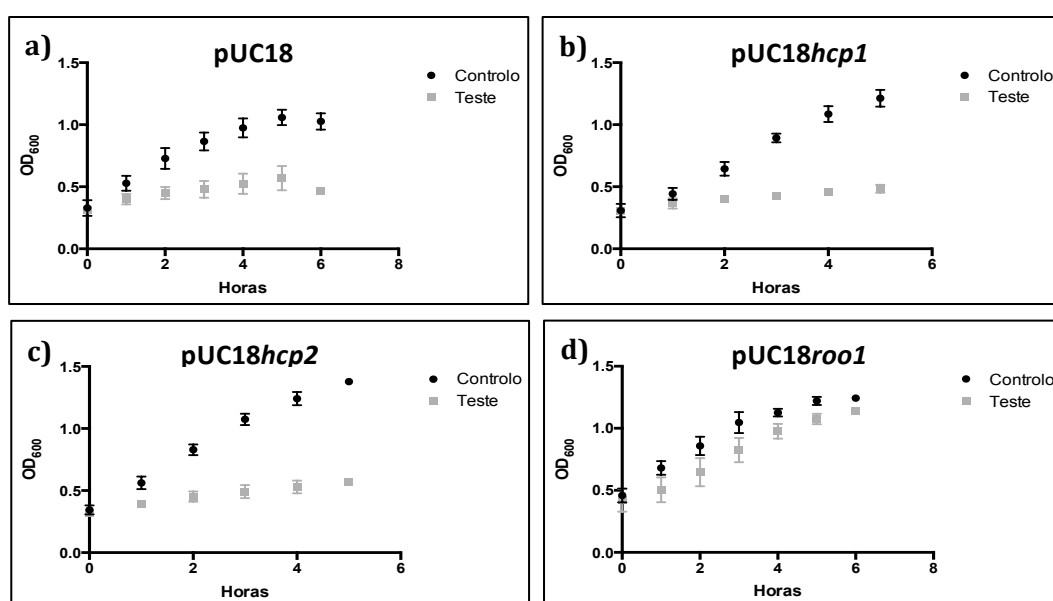 a)
pUC18
1.5
1.0
0.5
0.0
OD600
0 2 4 6 8
Horas
Controlo
Teste
b)
pUC18hcp1
1.5
1.0
0.5
0.0
OD600
0 2 4 6
Horas
Controlo
Teste
c)
pUC18hcp2
1.5
1.0
0.5
0.0
OD600
0 2 4 6
Horas
Controlo
Teste
d)
pUC18roo1
1.5
1.0
0.5
0.0
OD600
0 2 4 6 8
Horas
Controlo
Teste